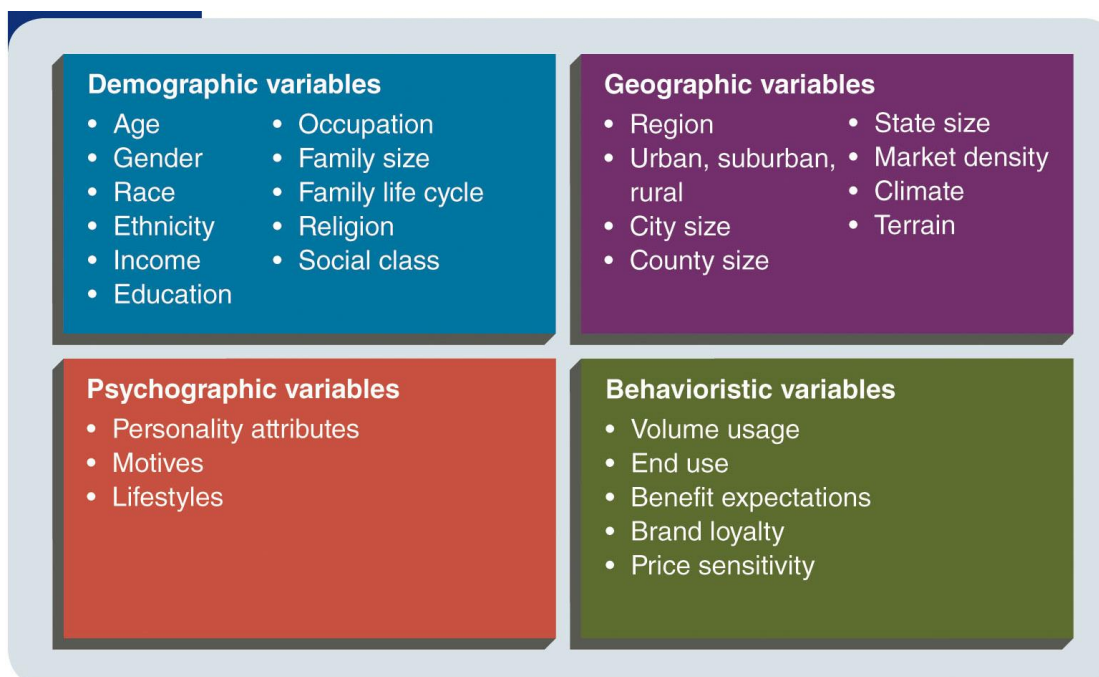 Demographic variables
• Age
• Gender
• Race
• Ethnicity
• Income
• Education
• Occupation
• Family size
• Family life cycle
• Religion
• Social class
Geographic variables
• Region
• Urban, suburban,
rural
• City size
• County size
• State size
• Market density
• Climate
• Terrain
Psychographic variables
• Personality attributes
• Motives
• Lifestyles
Behavioristic variables
• Volume usage
• End use
• Benefit expectations
• Brand loyalty
• Price sensitivity